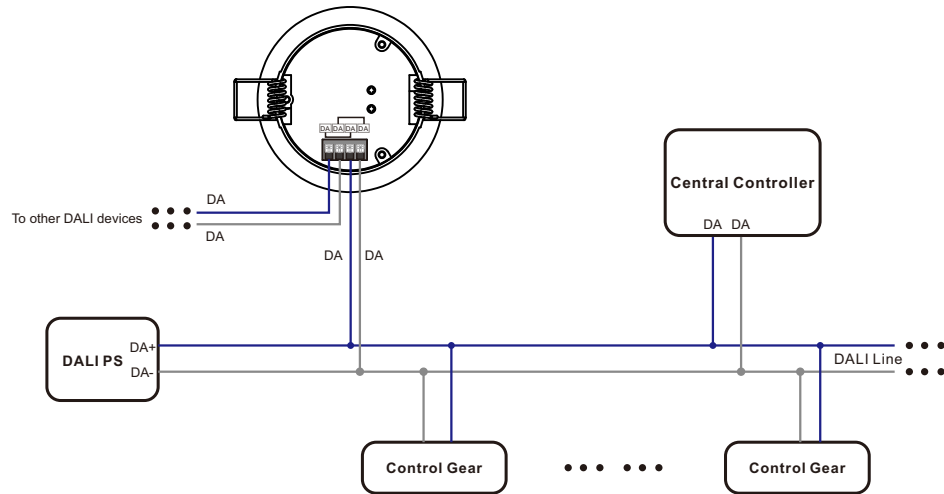 DA DA DA DA
Central Controller
DA DA
DA
To other DALI devices
DA
DA DA
DALI PS
DA+
DA-
DALI Line
Control Gear
Control Gear